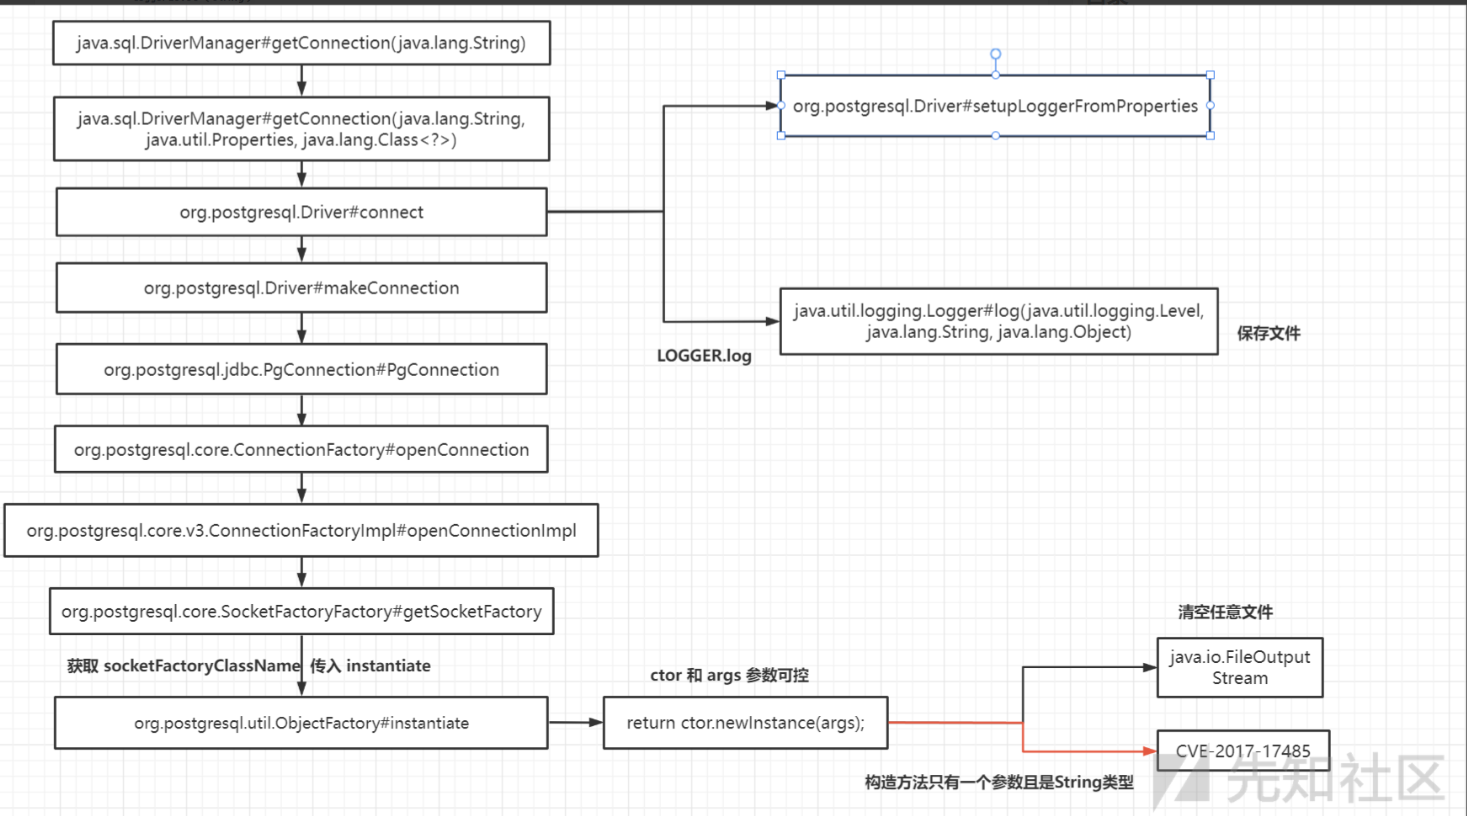 java.sql.DriverManager#getConnection(java.lang.String)
java.sql.DriverManager#getConnection(java.lang.String,
java.util.Properties, java.lang.Class<?>)
org.postgresql.Driver#setupLoggerFromProperties
org.postgresql.Driver#connect
org.postgresql.Driver#makeConnection
java.util.logging.Logger#log(java.util.logging.Level,
java.lang.String, java.lang.Object)
保存文件
LOGGER.log
org.postgresql.jdbc.PgConnection#PgConnection
org.postgresql.core.ConnectionFactory#openConnection
org.postgresql.core.v3.ConnectionFactoryImpl#openConnectionImpl
org.postgresql.core.SocketFactoryFactory#getSocketFactory
获取 socketFactoryClassName 传入 instantiate
org.postgresql.util.ObjectFactory#instantiate
ctor 和 args 参数可控
return ctor.newInstance(args);
清空任意文件
java.io.FileOutput
Stream
CVE-2017-17485
构造方法只有一个参数且是String类型
先知社区